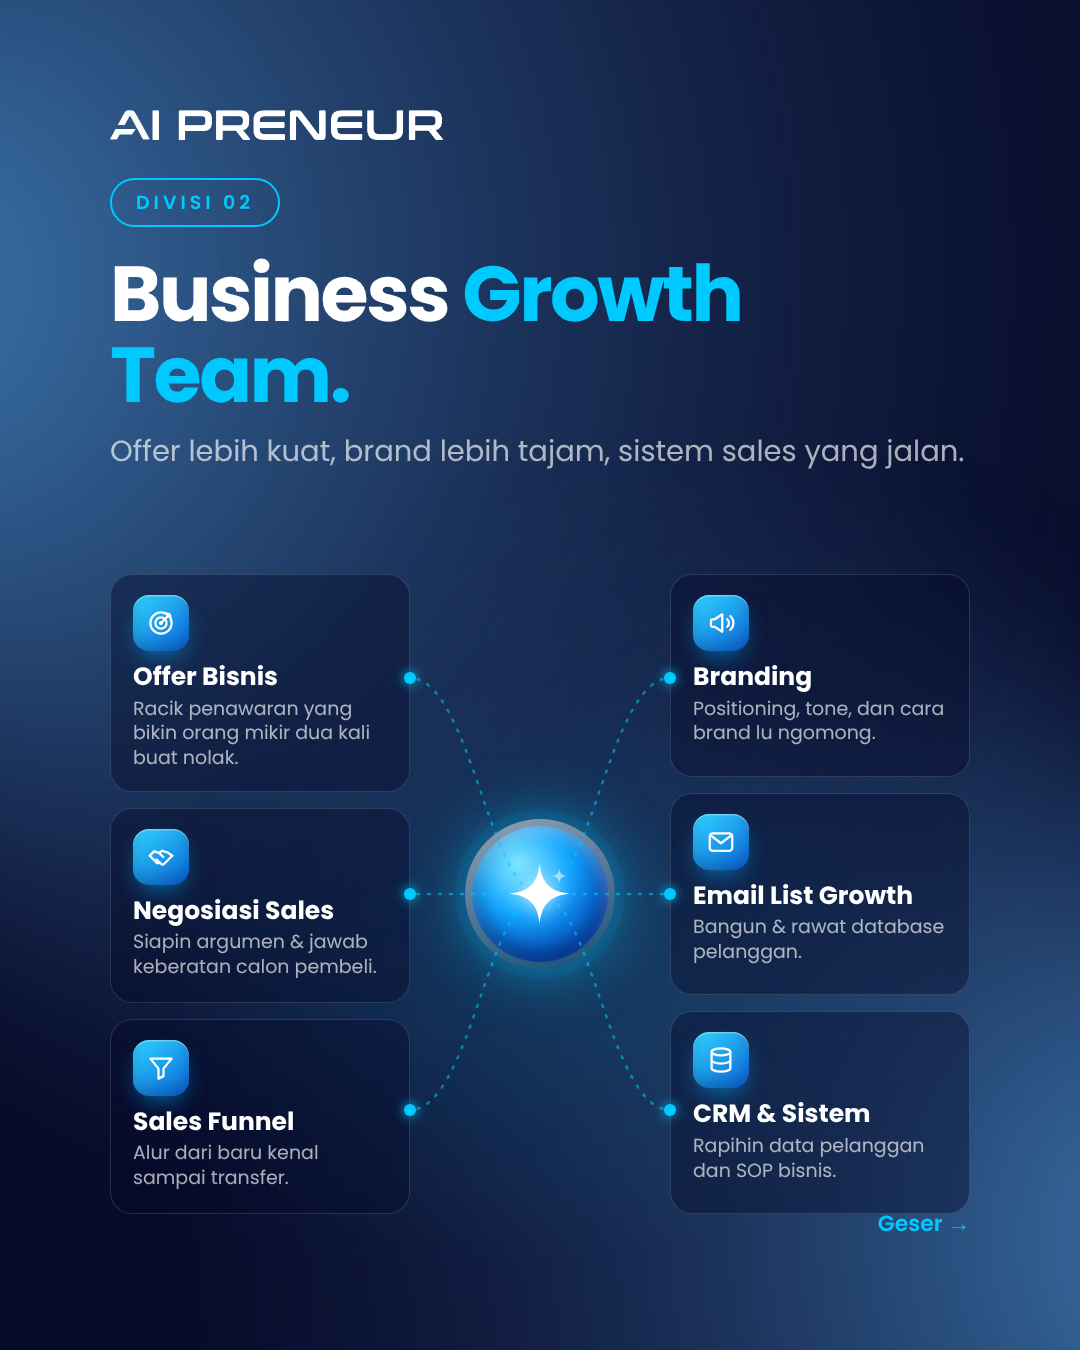 AI PRENEUR
DIVISI 02
Business Growth
Team.
Offer lebih kuat, brand lebih tajam, sistem sales yang jalan.
Offer Bisnis
Racik penawaran yang
bikin orang mikir dua kali
buat nolak.
Negosiasi Sales
Siapin argumen & jawab
keberatan calon pembeli.
Sales Funnel
Alur dari baru kenal
sampai transfer.
Branding
Positioning, tone, dan cara
brand lu ngomong.
Email List Growth
Bangun & rawat database
pelanggan.
CRM & Sistem
Rapihin data pelanggan
dan SOP bisnis.
Geser →